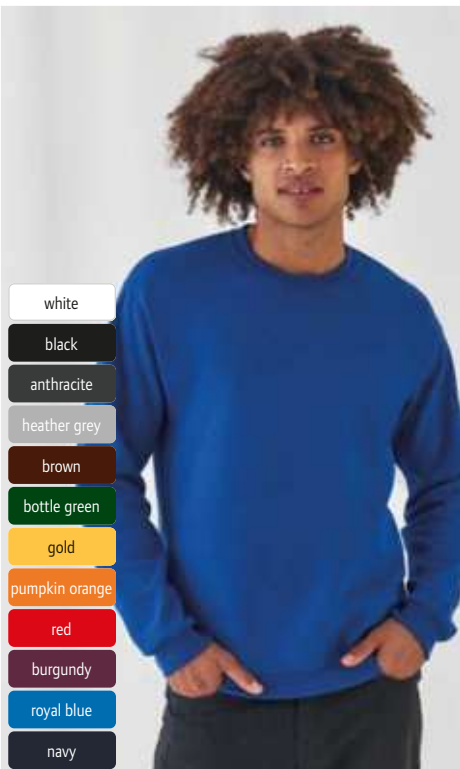 white
black
anthracite
heather grey
brown
bottle green
gold
pumpkin orange
red
burgundy
royal blue
navy